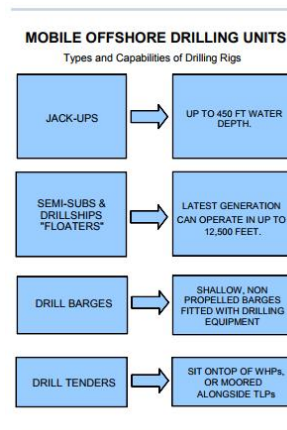 MOBILE OFFSHORE DRILLING UNITS
Types and Capabilities of Drilling Rigs
JACK-UPS
UP TO 450 FT WATER
DEPTH.
SEMI-SUBS &
DRILLSHIPS
"FLOATERS"
LATEST GENERATION
CAN OPERATE IN UP TO
12,500 FEET.
DRILL BARGES
SHALLOW, NON
PROPELLED BARGES
FITTED WITH DRILLING
EQUIPMENT
DRILL TENDERS
SIT ONTOP OF WHPs,
OR MOORED
ALONGSIDE TLPs